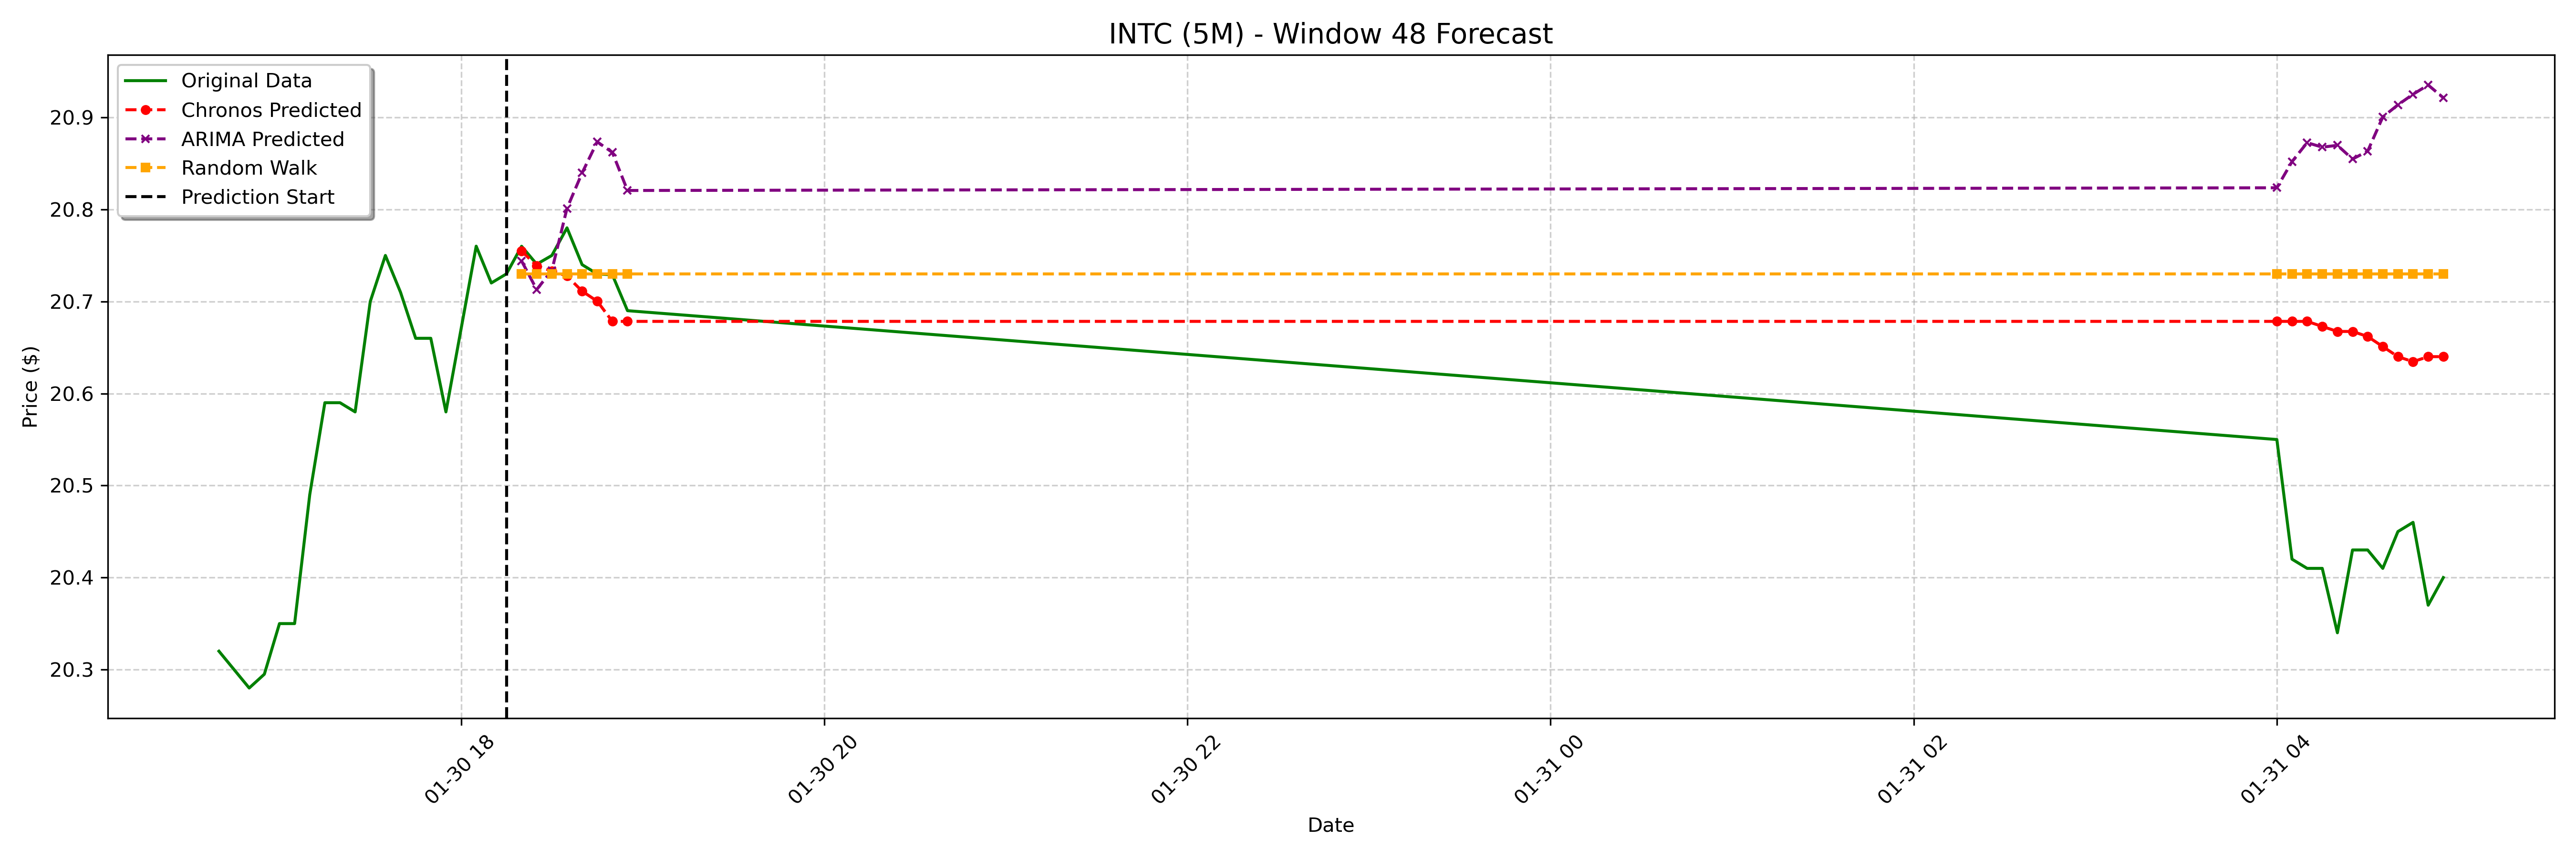 INTC (5M) - Window 48 Forecast
Original Data
Chronos Predicted
ARIMA Predicted
Random Walk
Prediction Start
Price ($)
20.9
20.8
20.7
20.6
20.5
20.4
20.3
01-30 18
01-30 20
01-30 22
01-31 00
01-31 02
01-31 04
Date